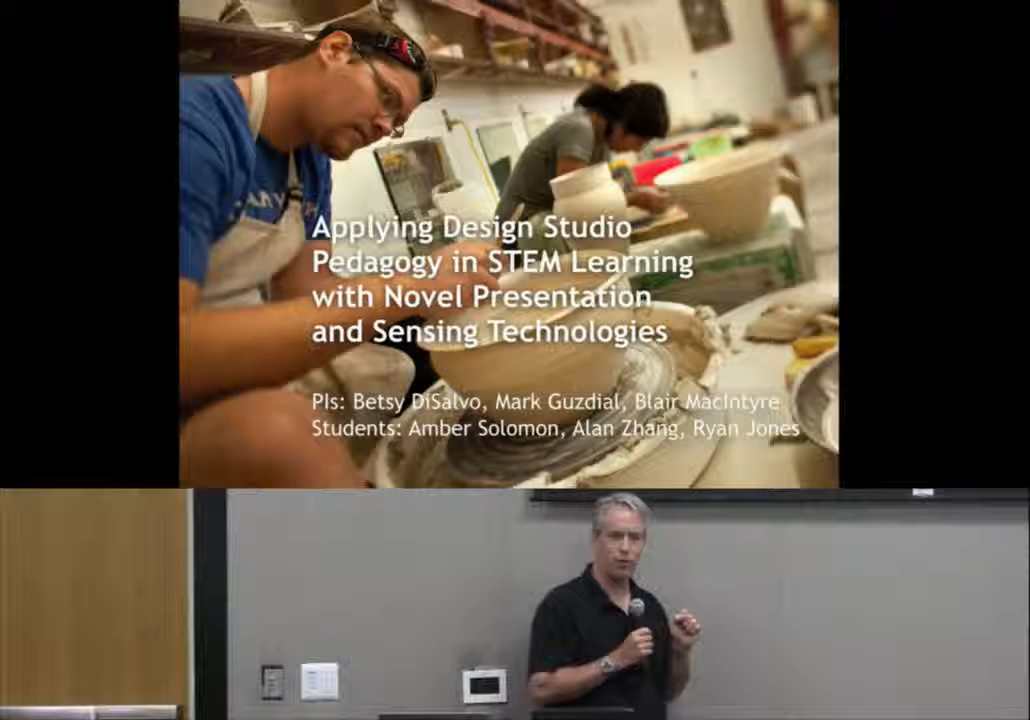 Applying Design Studio
Pedagogy in STEM Learning
with Novel Presentation
and Sensing Technologies
PIs: Betsy DiSalvo, Mark Guzdial, Blair MacIntyre
Students: Amber Solomon, Alan Zhang, Ryan Jones